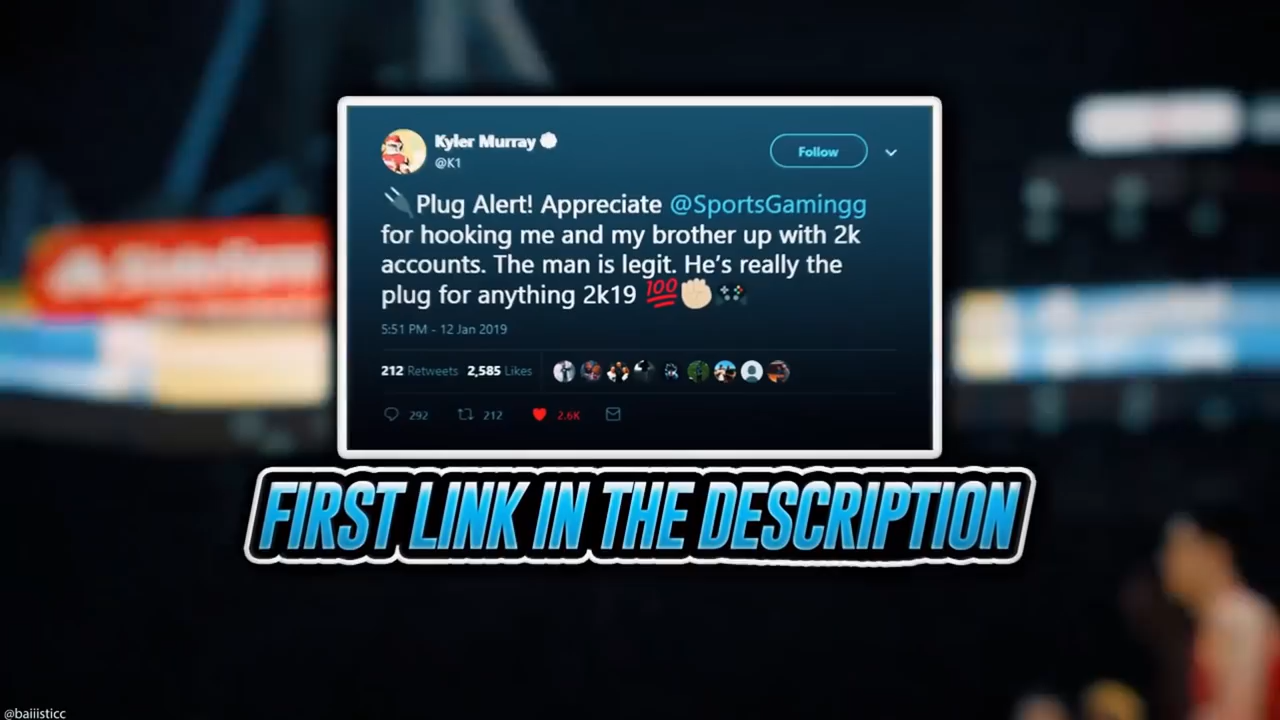 Kyler Murray
@K1
Follow
Plug Alert! Appreciate @SportsGamingg
for hooking me and my brother up with 2k
accounts. The man is legit. He's really the
plug for anything 2k19 💯✊🏼🎮
5:51 PM - 12 Jan 2019
212 Retweets 2,585 Likes
292 212 2.6K
FIRST LINK IN THE DESCRIPTION
@baiiisticc